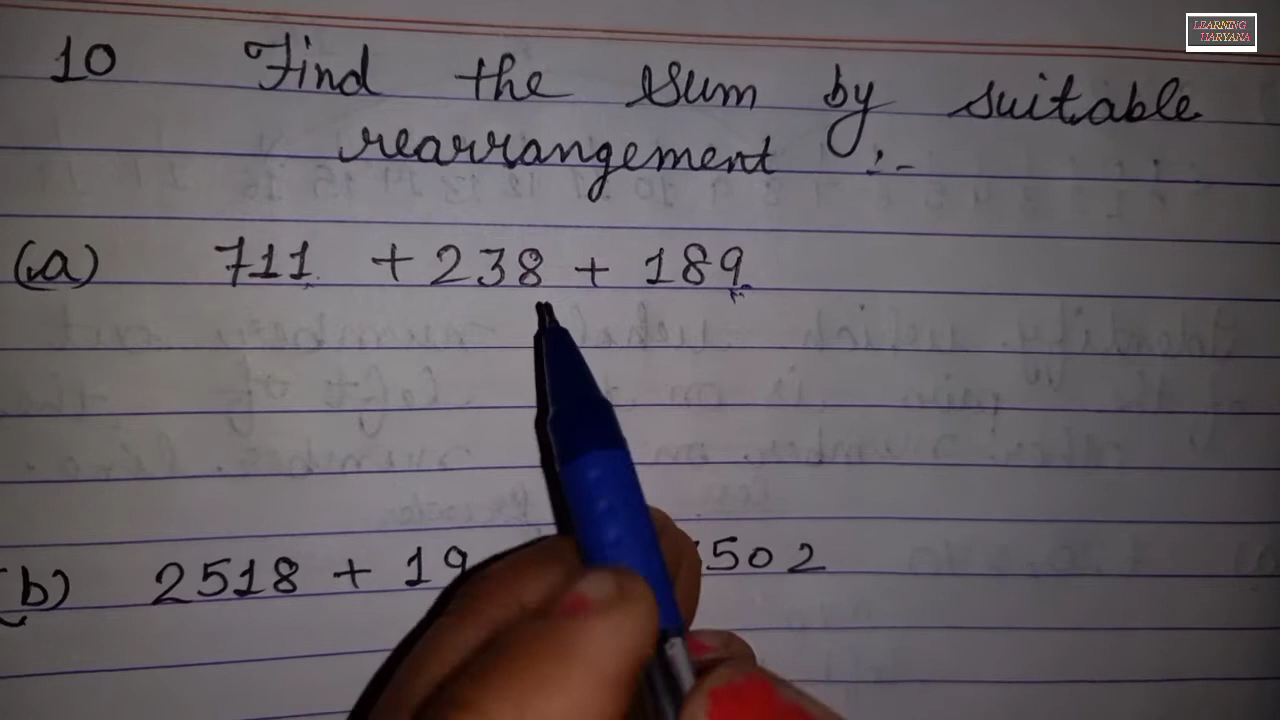 LEARNING
HARYANA
10 Find the sum by suitable
rearrangement :-
(a) 711 + 238 + 189
(b) 2518 + 19 502